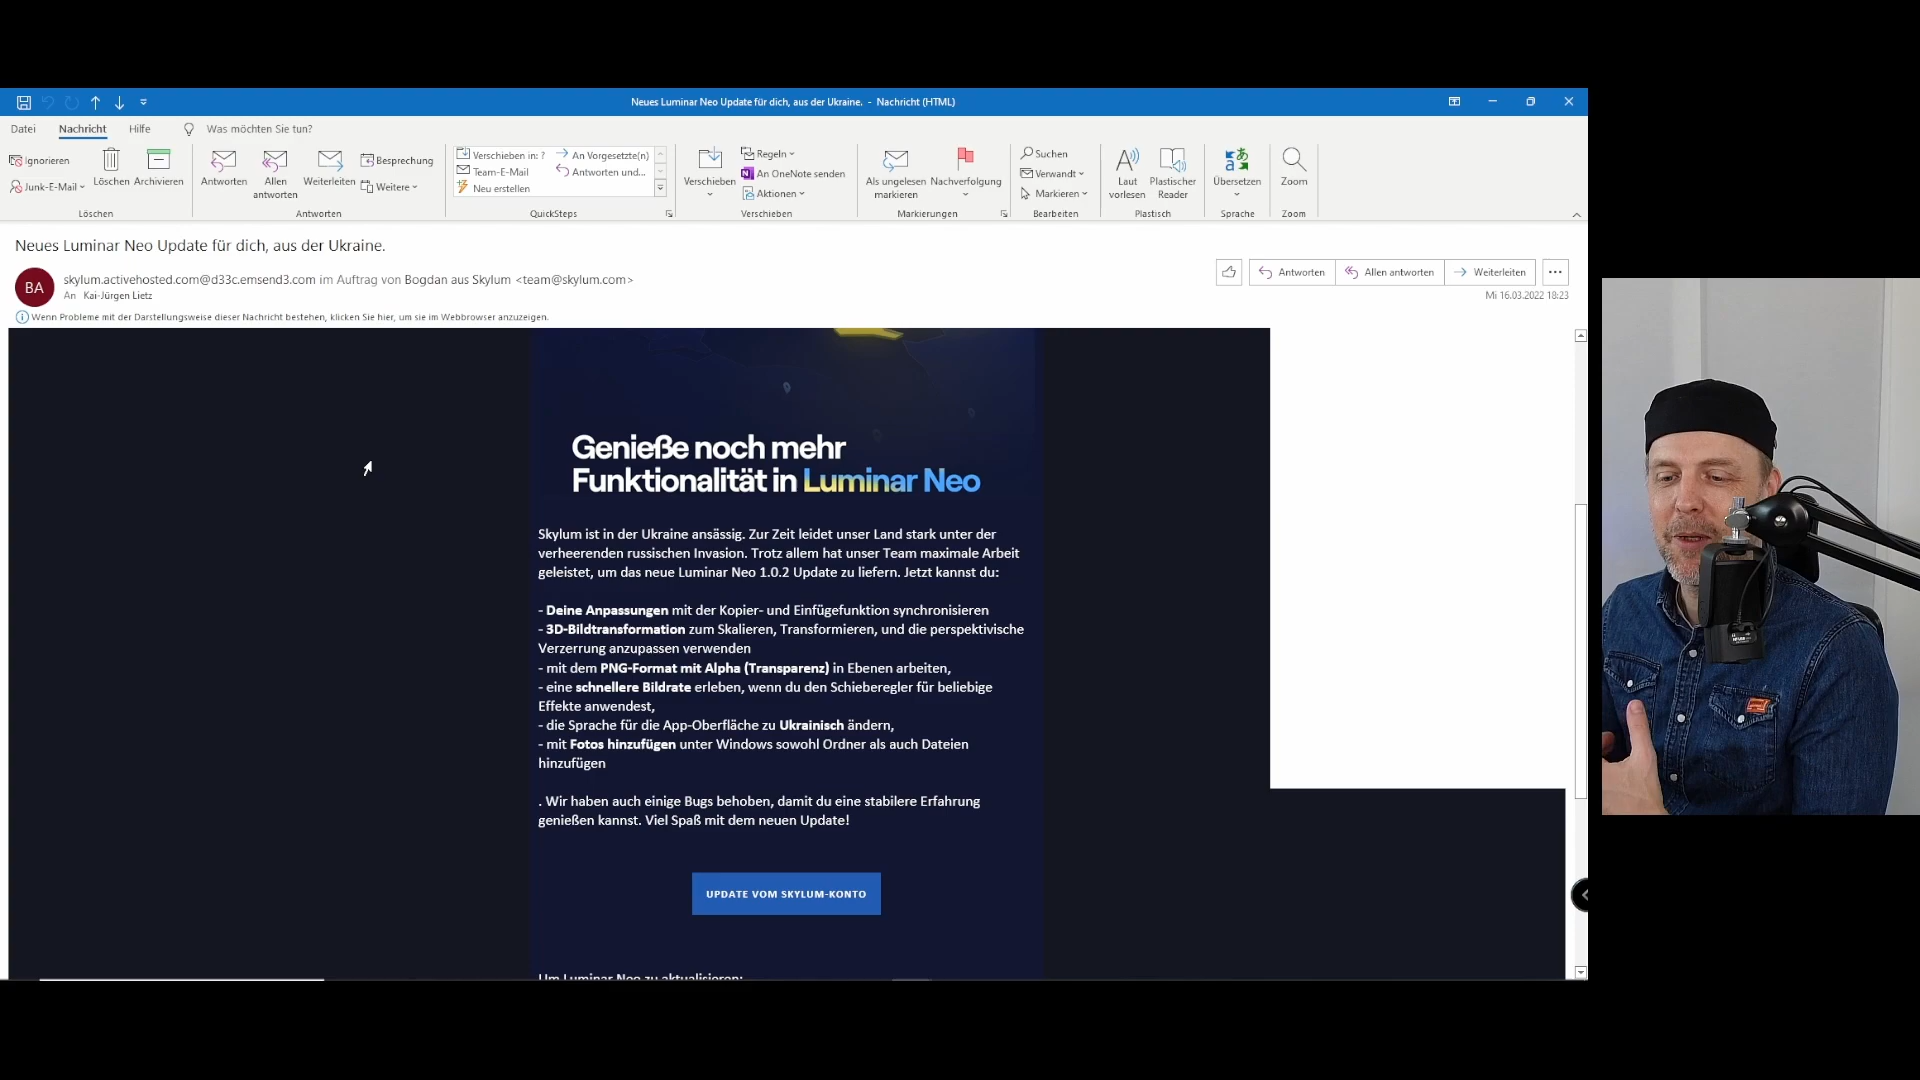 Neues Luminar Neo Update für dich, aus der Ukraine. - Nachricht (HTML)
Datei Nachricht Hilfe Was möchten Sie tun?
Ignorieren
Junk-E-Mail
Löschen
Archivieren
Löschen
Antworten
Allen
antworten
Weiterleiten
Besprechung
Weitere
Antworten
Verschieben in: ?
Team-E-Mail
Neu erstellen
An Vorgesetzte(n)
Antworten und...
QuickSteps
Verschieben
Regeln
An OneNote senden
Aktionen
Verschieben
Als ungelesen
markieren
Nachverfolgung
Markierungen
Suchen
Verwandt
Markieren
Bearbeiten
Laut
vorlesen
Plastischer
Reader
Plastisch
Übersetzen
Sprache
Zoom
Zoom
Neues Luminar Neo Update für dich, aus der Ukraine.
BA
skylum.activehosted.com@d33c.emsend3.com im Auftrag von Bogdan aus Skylum <team@skylum.com>
An Kai-Jürgen Lietz
Antworten
Allen antworten
Weiterleiten
Mi 16.03.2022 18:23
Wenn Probleme mit der Darstellungsweise dieser Nachricht bestehen, klicken Sie hier, um sie im Webbrowser anzuzeigen.
Genieße noch mehr
Funktionalität in Luminar Neo
Skylum ist in der Ukraine ansässig. Zur Zeit leidet unser Land stark unter der
verheerenden russischen Invasion. Trotz allem hat unser Team maximale Arbeit
geleistet, um das neue Luminar Neo 1.0.2 Update zu liefern. Jetzt kannst du:
- Deine Anpassungen mit der Kopier- und Einfügefunktion synchronisieren
- 3D-Bildtransformation zum Skalieren, Transformieren, und die perspektivische
Verzerrung anzupassen verwenden
- mit dem PNG-Format mit Alpha (Transparenz) in Ebenen arbeiten,
- eine schnellere Bildrate erleben, wenn du den Schieberegler für beliebige
Effekte anwendest,
- die Sprache für die App-Oberfläche zu Ukrainisch ändern,
- mit Fotos hinzufügen unter Windows sowohl Ordner als auch Dateien
hinzufügen
. Wir haben auch einige Bugs behoben, damit du eine stabilere Erfahrung
genießen kannst. Viel Spaß mit dem neuen Update!
UPDATE VOM SKYLUM-KONTO
Um Luminar Neo zu aktualisieren: